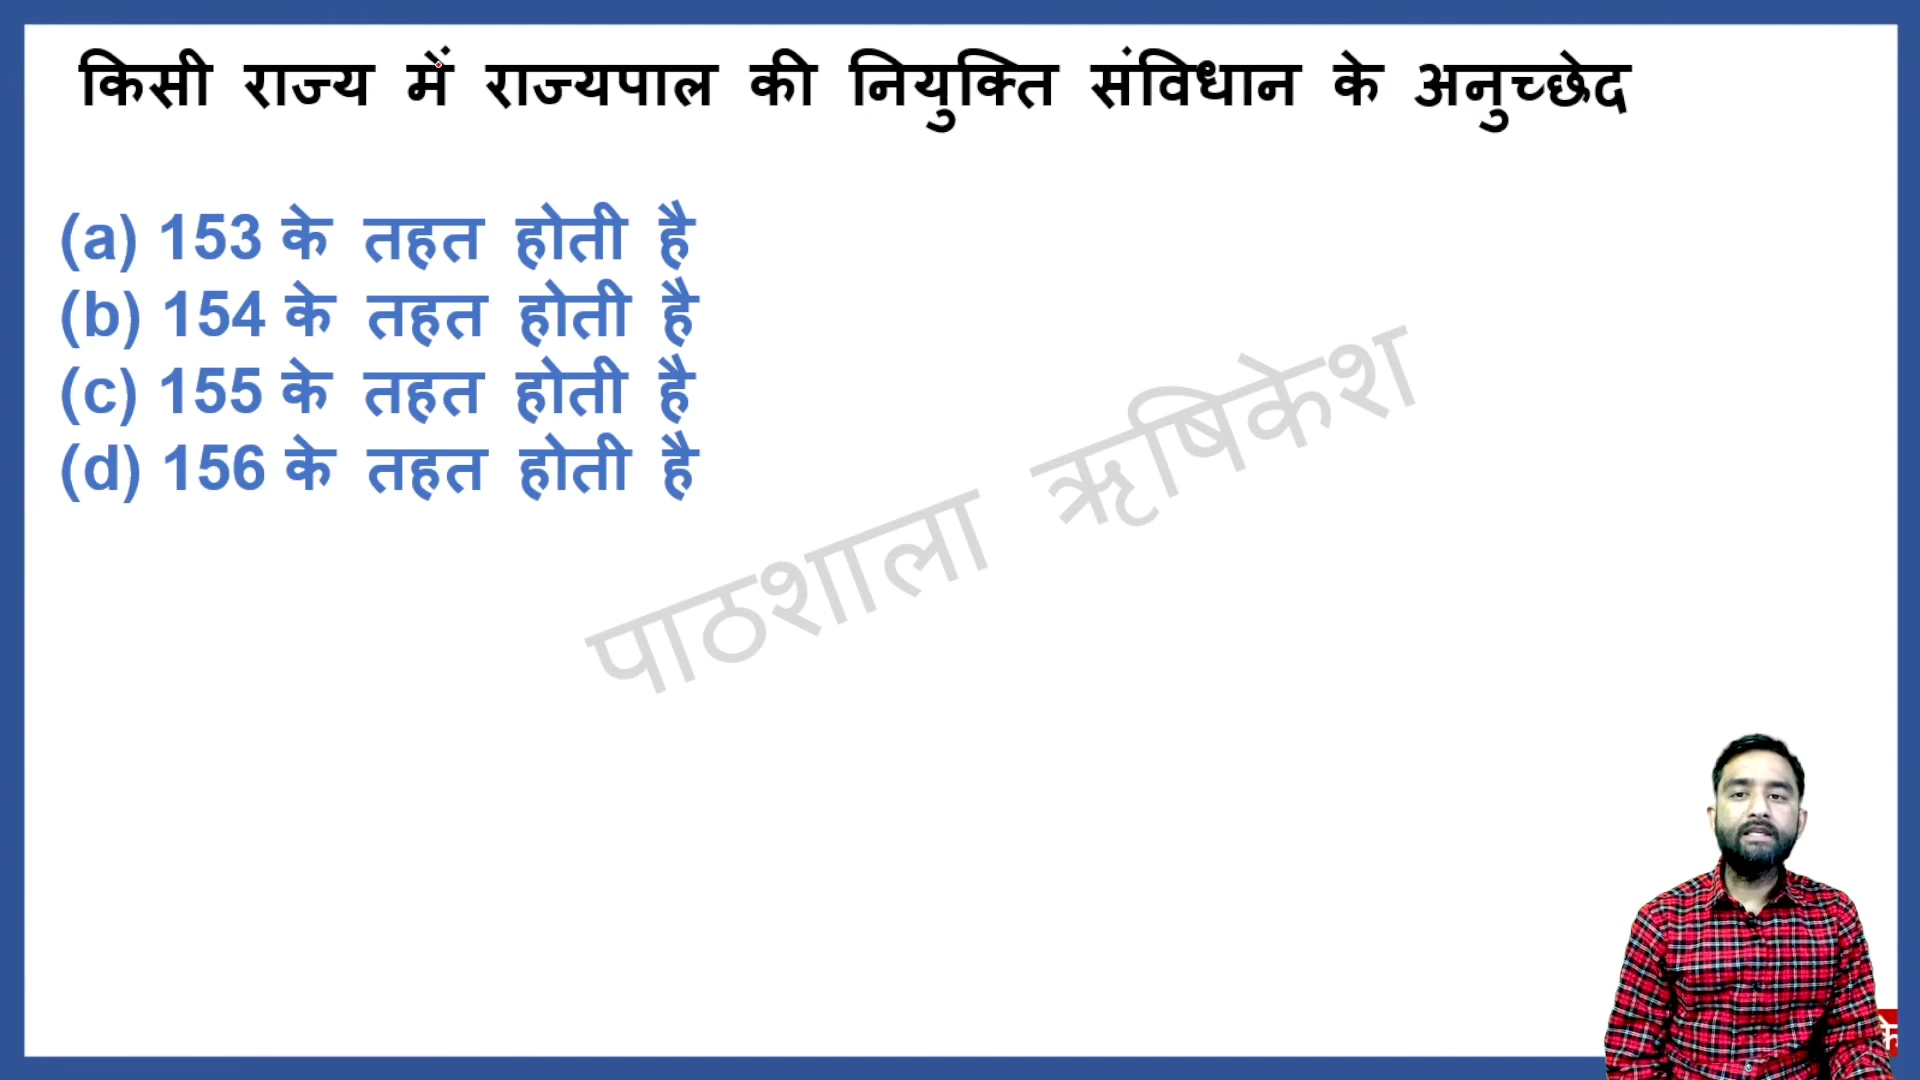 किसी राज्य में राज्यपाल की नियुक्ति संविधान के अनुच्छेद
(a) 153 के तहत होती है
(b) 154 के तहत होती है
(c) 155 के तहत होती है
(d) 156 के तहत होती है
पाठशाला ऋषिकेश